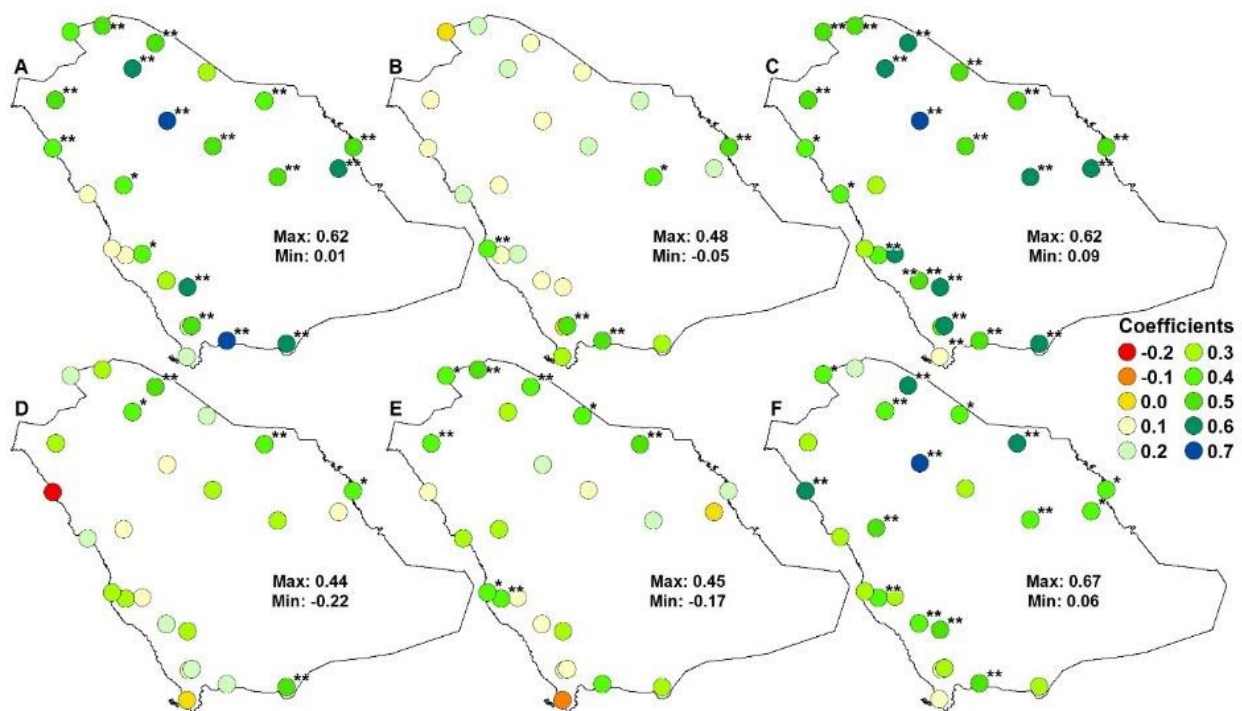 A
B
C
Max: 0.62
Min: 0.01
Max: 0.48
Min: -0.05
Max: 0.62
Min: 0.09
Coefficients
-0.2 0.3
-0.1 0.4
0.0 0.5
0.1 0.6
0.2 0.7
D
E
F
Max: 0.44
Min: -0.22
Max: 0.45
Min: -0.17
Max: 0.67
Min: 0.06